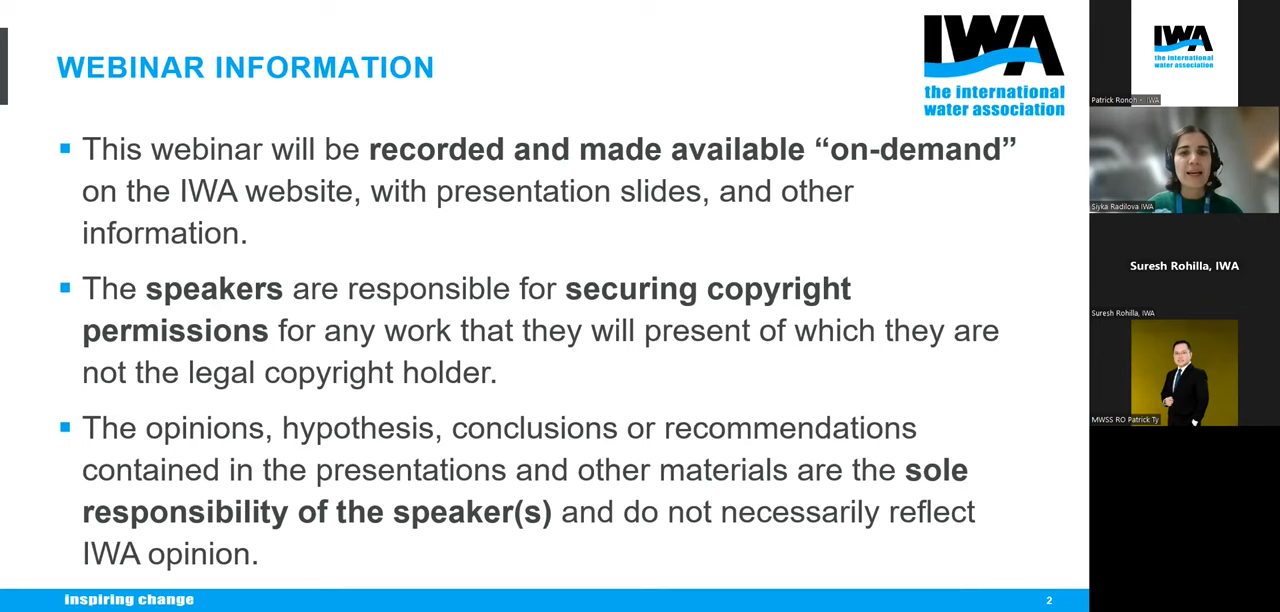 WEBINAR INFORMATION
IWA
the international
water association
▪ This webinar will be recorded and made available “on-demand”
on the IWA website, with presentation slides, and other
information.
▪ The speakers are responsible for securing copyright
permissions for any work that they will present of which they are
not the legal copyright holder.
▪ The opinions, hypothesis, conclusions or recommendations
contained in the presentations and other materials are the sole
responsibility of the speaker(s) and do not necessarily reflect
IWA opinion.
inspiring change
2
IWA
the international
water association
Patrick Ronoh - IWA
Siyka Radilova IWA
Suresh Rohilla, IWA
Suresh Rohilla, IWA
MWSS RO Patrick Ty